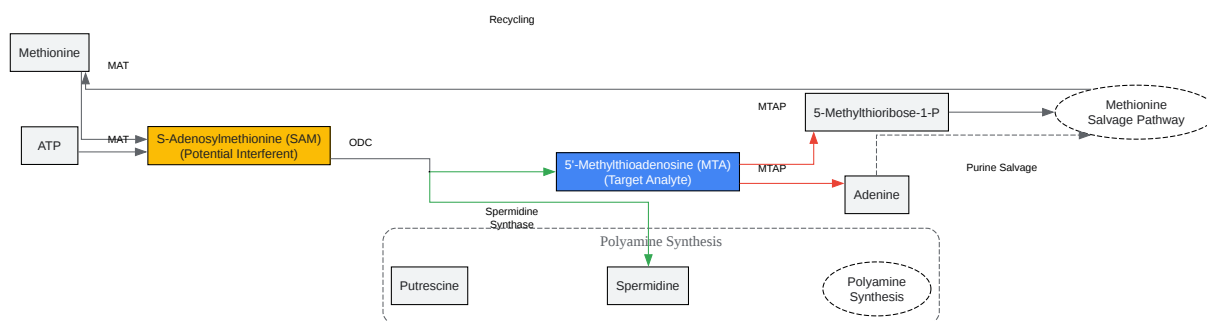 Recycling
Methionine
MAT
ATP
MAT
S-Adenosylmethionine (SAM)
(Potential Interferent)
ODC
5'-Methylthioadenosine (MTA)
(Target Analyte)
MTAP
MTAP
5-Methylthioribose-1-P
Methionine
Salvage Pathway
Purine Salvage
Adenine
Spermidine
Synthase
Polyamine Synthesis
Putrescine
Spermidine
Polyamine
Synthesis